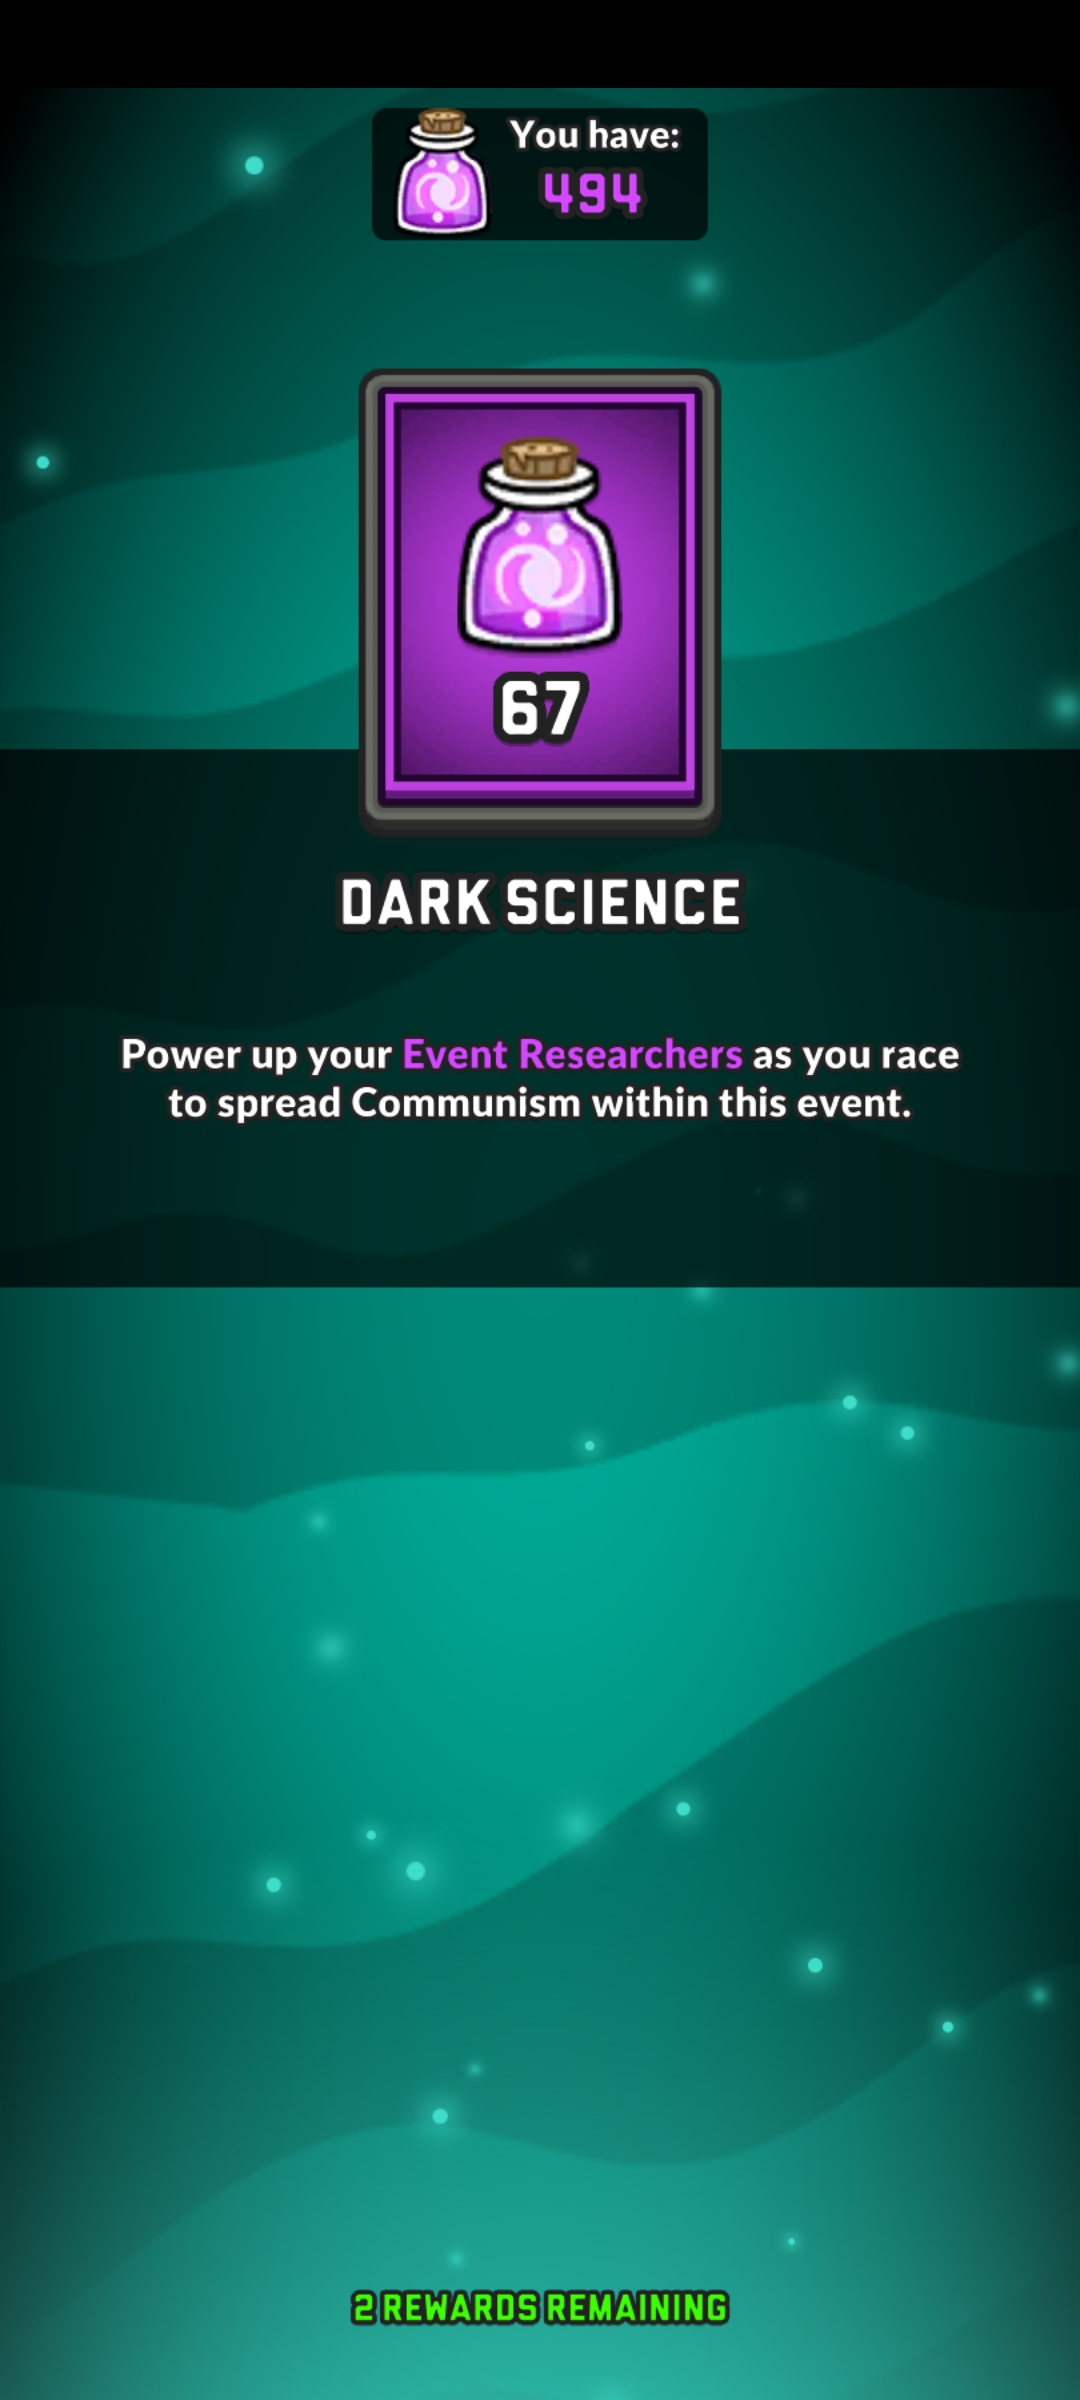 You have:
494
67
DARK SCIENCE
Power up your Event Researchers as you race
to spread Communism within this event.
2 REWARDS REMAINING